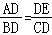 AD/BD = DE/CD